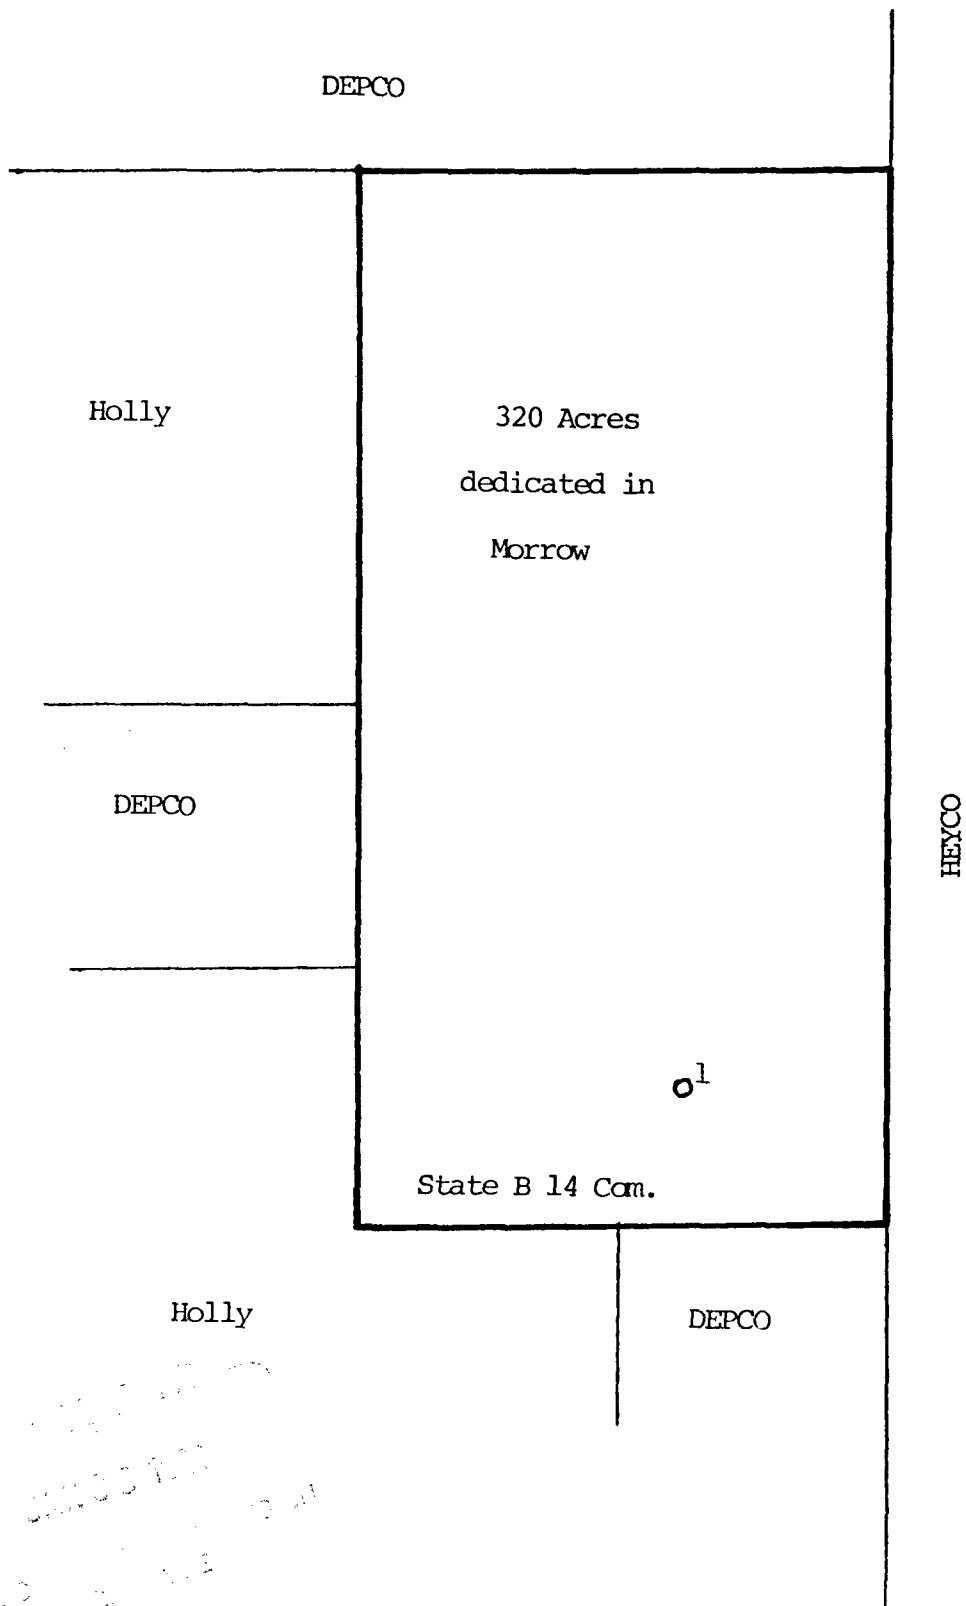 DEPCO
Holly
320 Acres
dedicated in
Morrow
DEPCO
HEYCO
1
State B 14 Com.
Holly
DEPCO